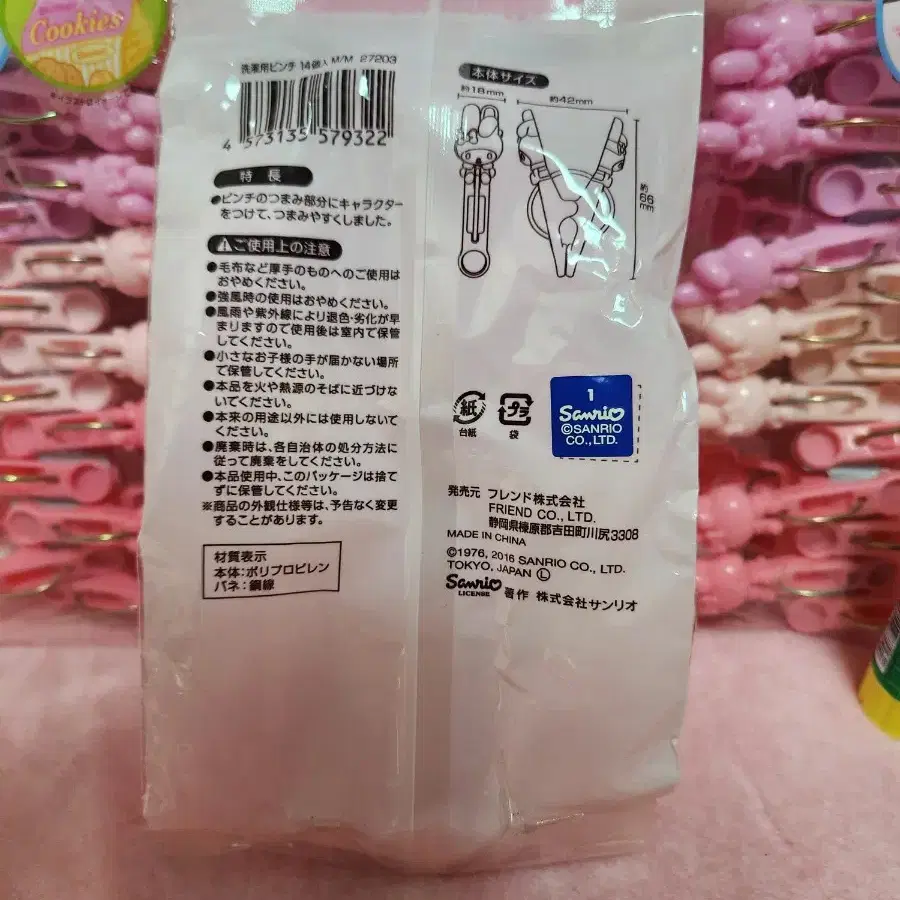 Cookies
洗濯用ピンチ 14個入 M/M 27203
4 573135 579322
特長
●ピンチのつまみ部分にキャラクター
をつけて、つまみやすくしました。
⚠ご使用上の注意
●毛布など厚手のものへのご使用は
おやめください。
●強風時の使用はおやめください。
●風雨や紫外線により退色・劣化が早
まりますので使用後は室内で保管
してください。
●小さなお子様の手が届かない場所
で保管してください。
●本品を火や熱源のそばに近づけな
いでください。
●本来の用途以外には使用しないで
ください。
●廃棄時は、各自治体の処分方法に
従って廃棄をしてください。
●本品使用中、このパッケージは捨て
ずに保管してください。
※商品の外観仕様等は、予告なく変更
することがあります。
材質表示
本体:ポリプロピレン
バネ:鋼線
本体サイズ
約18mm
約42mm
約66mm
紙
台紙
プラ
袋
1
Sanrio
©SANRIO
CO.,LTD.
発売元 フレンド株式会社
FRIEND CO., LTD.
静岡県榛原郡吉田町川尻3308
MADE IN CHINA
©1976, 2016 SANRIO CO., LTD.
TOKYO, JAPAN Ⓛ
Sanrio
LICENSE
著作 株式会社サンリオ